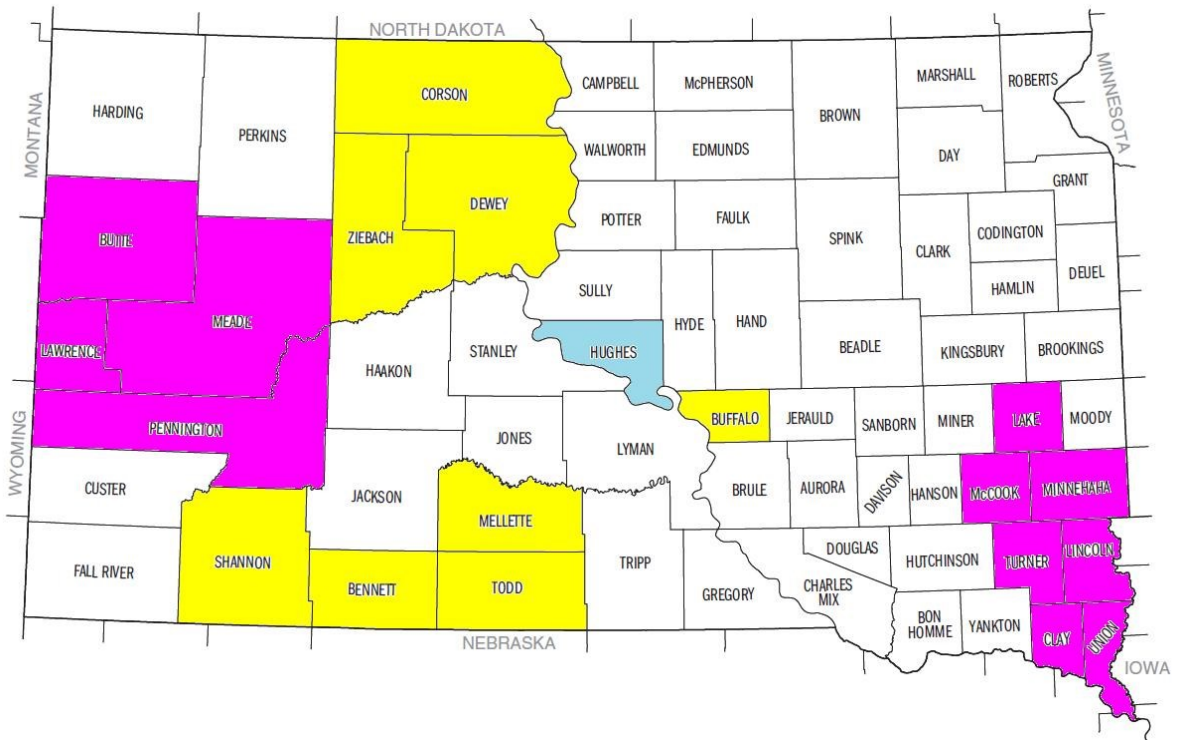 NORTH DAKOTA
MONTANA
MINNESOTA
HARDING
PERKINS
CORSON
CAMPBELL
McPHERSON
BROWN
MARSHALL
ROBERTS
WALWORTH
EDMUNDS
DAY
GRANT
BUTTE
ZIEBACH
DEWEY
POTTER
FAULK
SPINK
CLARK
CODINGTON
DEUEL
HAMLIN
LAWRENCE
MEADE
SULLY
HYDE
HAND
HAAKON
STANLEY
HUGHES
BEADLE
KINGSBURY
BROOKINGS
WYOMING
PENNINGTON
JONES
LYMAN
BUFFALO
JERAULD
SANBORN
MINER
LAKE
MOODY
CUSTER
JACKSON
MELLETTE
BRULE
AURORA
DAVISON
HANSON
McCOOK
MINNEHAHA
FALL RIVER
SHANNON
BENNETT
TODD
TRIPP
GREGORY
DOUGLAS
CHARLES
MIX
HUTCHINSON
TURNER
LINCOLN
BON
HOMME
YANKTON
CLAY
UNION
NEBRASKA
IOWA